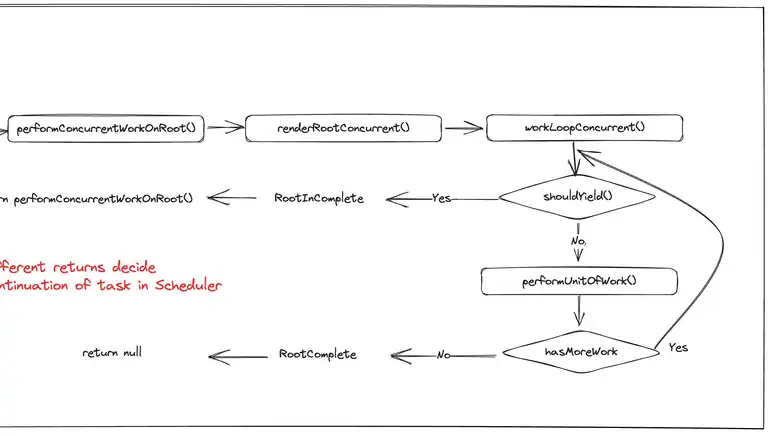 performConcurrentWorkOnRoot()
renderRootConcurrent()
workLoopConcurrent()
performConcurrentWorkOnRoot()
RootInComplete
Yes
shouldYield()
No
fferent returns decide
ntinuation of task in Scheduler
performUnitOfWork()
return null
RootComplete
No
hasMoreWork
Yes